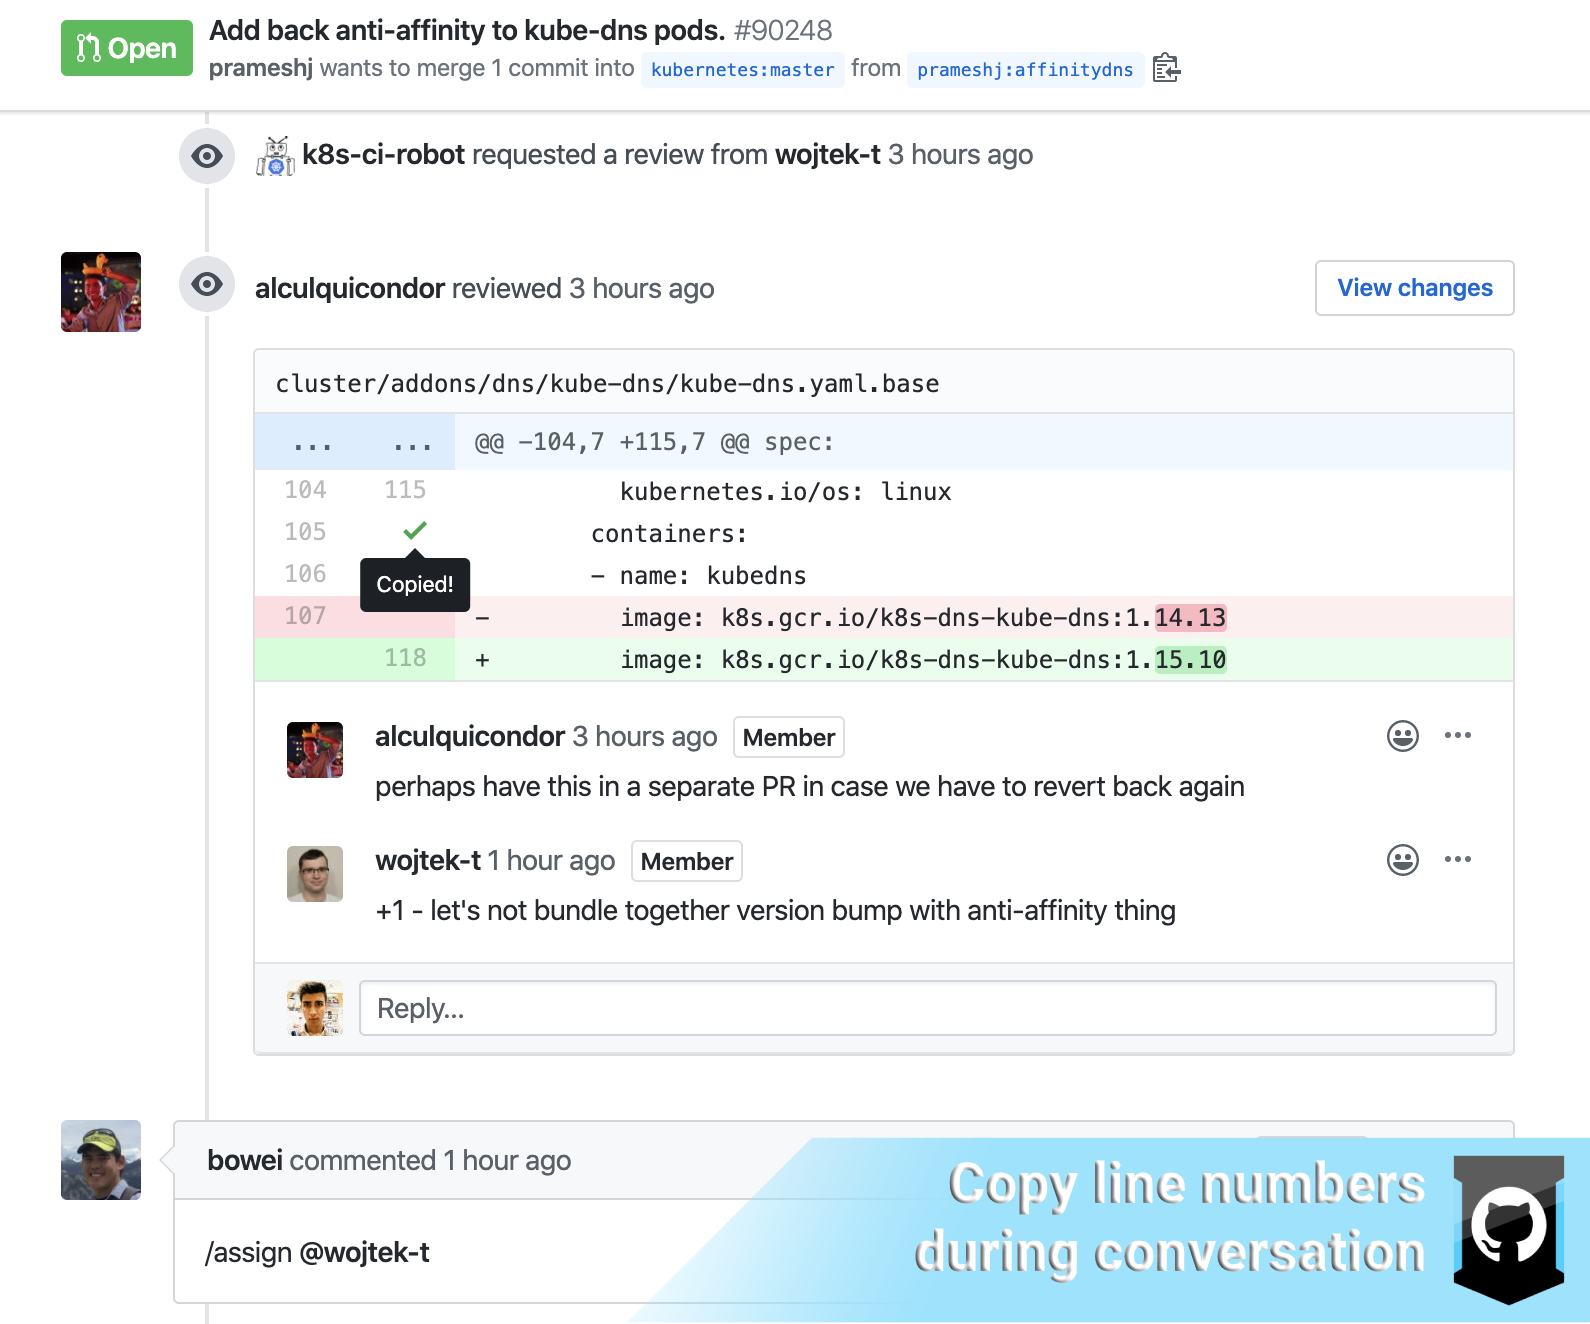 Open
Add back anti-affinity to kube-dns pods. #90248
prameshj wants to merge 1 commit into kubernetes:master from prameshj:affinitydns
k8s-ci-robot requested a review from wojtek-t 3 hours ago
alculquicondor reviewed 3 hours ago
View changes
cluster/addons/dns/kube-dns/kube-dns.yaml.base
... ... @@ -104,7 +115,7 @@ spec:
104 115 kubernetes.io/os: linux
105 containers:
106 - name: kubedns
Copied!
107 - image: k8s.gcr.io/k8s-dns-kube-dns:1.14.13
118 + image: k8s.gcr.io/k8s-dns-kube-dns:1.15.10
alculquicondor 3 hours ago Member
perhaps have this in a separate PR in case we have to revert back again
wojtek-t 1 hour ago Member
+1 - let's not bundle together version bump with anti-affinity thing
Reply...
bowei commented 1 hour ago
/assign @wojtek-t
Copy line numbers
during conversation